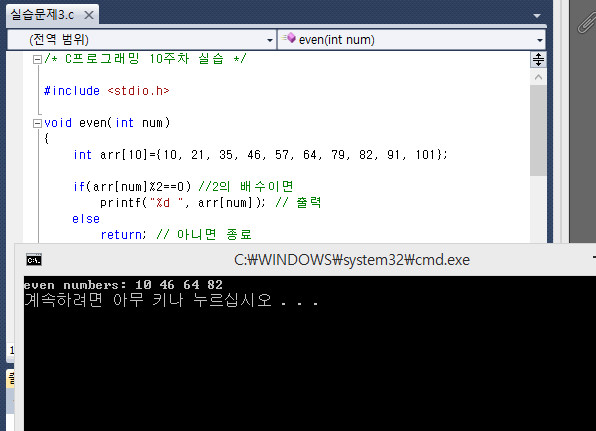 실습문제3.c
(전역 범위)
even(int num)
/* C프로그래밍 10주차 실습 */
#include <stdio.h>
void even(int num)
{
int arr[10]={10, 21, 35, 46, 57, 64, 79, 82, 91, 101};
if(arr[num]%2==0) //2의 배수이면
printf("%d ", arr[num]); // 출력
else
return; // 아니면 종료
C:₩WINDOWS₩system32₩cmd.exe
even numbers: 10 46 64 82
계속하려면 아무 키나 누르십시오 . . .